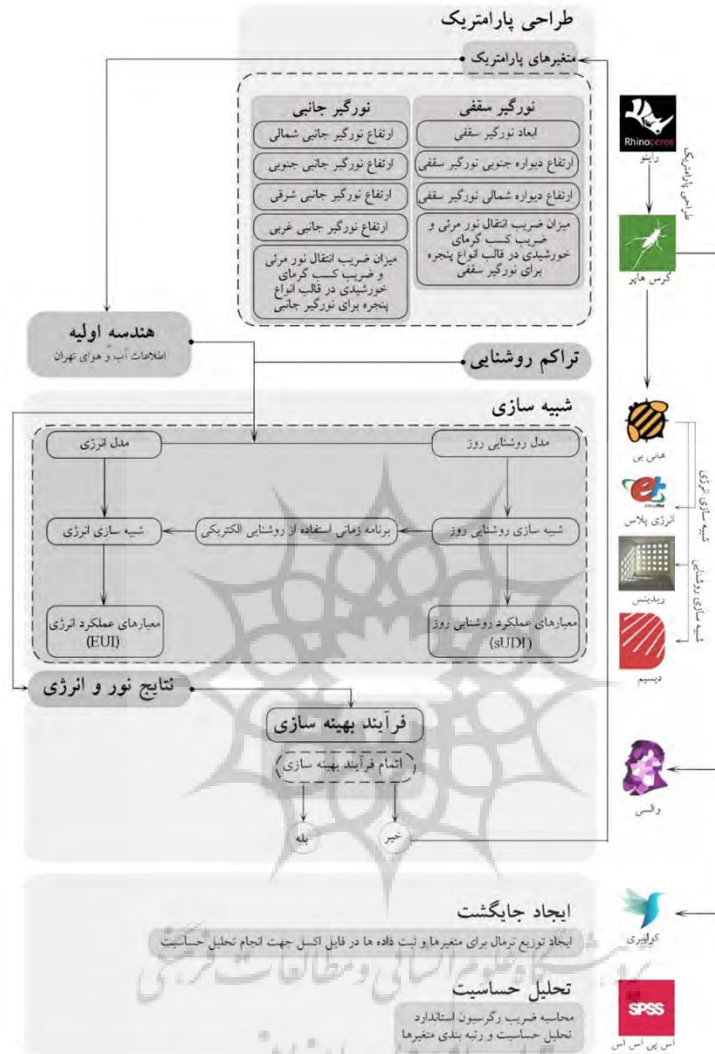 طراحی پارامتریک
متغیرهای پارامتریک
نورگیر سقفی
ابعاد نورگیر سقفی
ارتفاع دیواره جنوبی نورگیر سقفی
ارتفاع دیواره شمالی نورگیر سقفی
میزان ضریب انتقال نور مرئی و
ضریب کسب گرمای
خورشیدی در قالب انواع پنجره
برای نورگیر سقفی
نورگیر جانبی
ارتفاع نورگیر جانبی شمالی
ارتفاع نورگیر جانبی جنوبی
ارتفاع نورگیر جانبی شرقی
ارتفاع نورگیر جانبی غربی
میزان ضریب انتقال نور مرئی
و ضریب کسب گرمای
خورشیدی در قالب انواع
پنجره برای نورگیر جانبی
Rhinoceros
راینو
طراحی پارامتریک
گرس هاپر
هندسه اولیه
اطلاعات آب و هوای تهران
تراکم روشنایی
شبیه سازی
مدل روشنایی روز
مدل انرژی
شبیه سازی روشنایی روز
برنامه زمانی استفاده از روشنایی الکتریکی
شبیه سازی انرژی
معیارهای عملکرد روشنایی روز
(sUDI)
معیارهای عملکرد انرژی
(EUI)
هانی بی
انرژی پلاس
ریدینس
دیسیم
شبیه سازی انرژی
شبیه سازی روشنایی
نتایج نور و انرژی
فرآیند بهینه سازی
اتمام فرآیند بهینه سازی
خیر
بله
والسی
ایجاد جایگشت
ایجاد توزیع نرمال برای متغیرها و ثبت داده ها در فایل اکسل جهت انجام تحلیل حساسیت
کولیبری
تحلیل حساسیت
محاسبه ضریب رگرسیون استاندارد
تحلیل حساسیت و رتبه بندی متغیرها
SPSS
اس پی اس اس
پژوهشگاه علوم انسانی و مطالعات فرهنگی